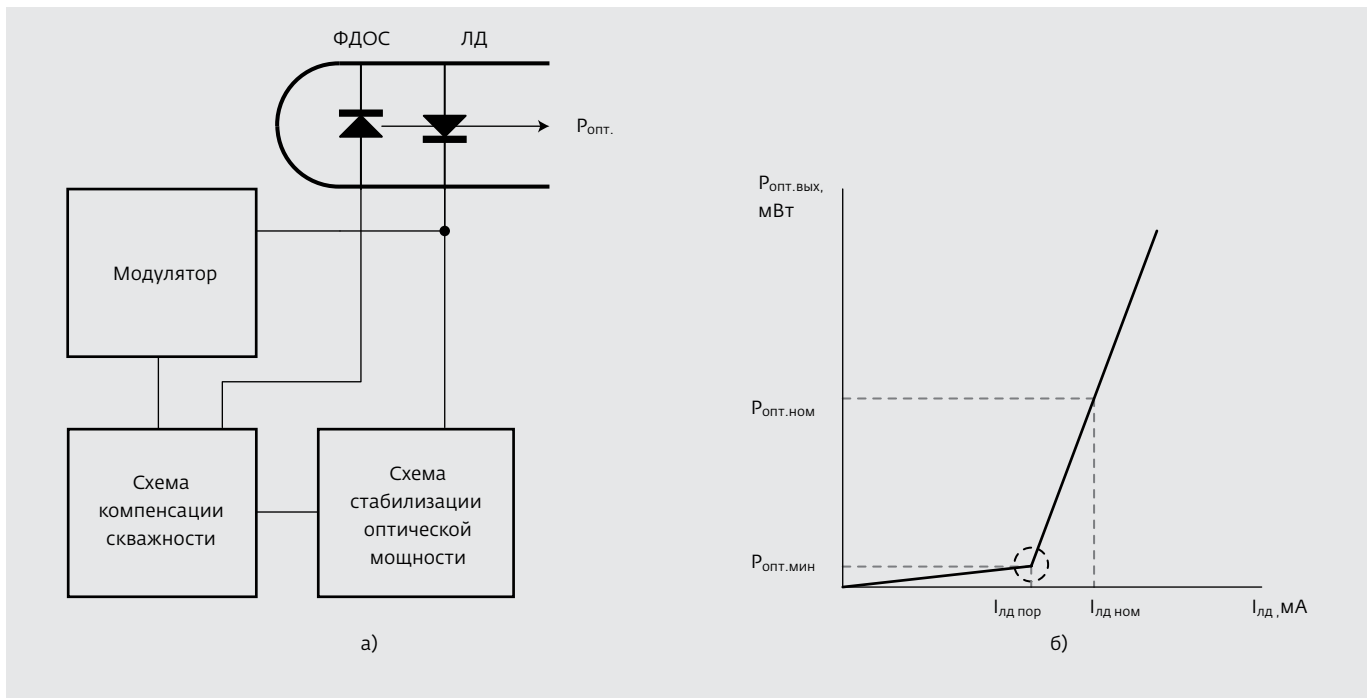 ФДОС
ЛД
Pопт.
Модулятор
Схема
компенсации
скважности
Схема
стабилизации
оптической
мощности
а)
Pопт.вых,
мВт
Pопт.ном
Pопт.мин
Iлд пор
Iлд ном
Iлд, мА
б)